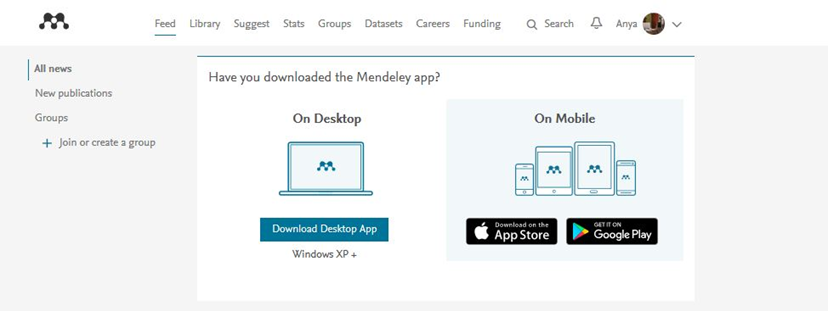 Feed Library Suggest Stats Groups Datasets Careers Funding Search Anya
All news
New publications
Groups
+ Join or create a group
Have you downloaded the Mendeley app?
On Desktop
Download Desktop App
Windows XP +
On Mobile
Download on the
App Store
GET IT ON
Google Play